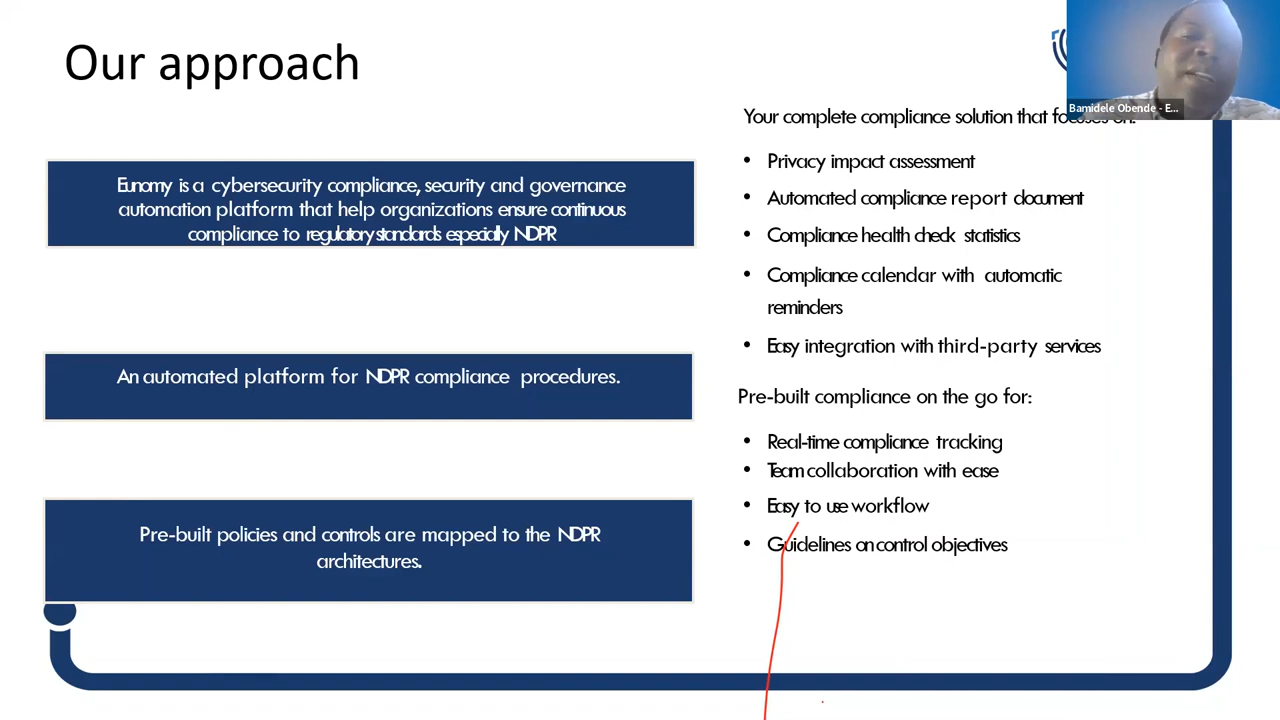 Our approach
Bamidele Obende - E...
Eunomy is a cybersecurity compliance, security and governance
automation platform that help organizations ensure continuous
compliance to regulatory standards especially NDPR
An automated platform for NDPR compliance procedures.
Pre-built policies and controls are mapped to the NDPR
architectures.
Your complete compliance solution that focuses on:
• Privacy impact assessment
• Automated compliance report document
• Compliance health check statistics
• Compliance calendar with automatic
reminders
• Easy integration with third-party services
Pre-built compliance on the go for:
• Real-time compliance tracking
• Team collaboration with ease
• Easy to use workflow
• Guidelines on control objectives